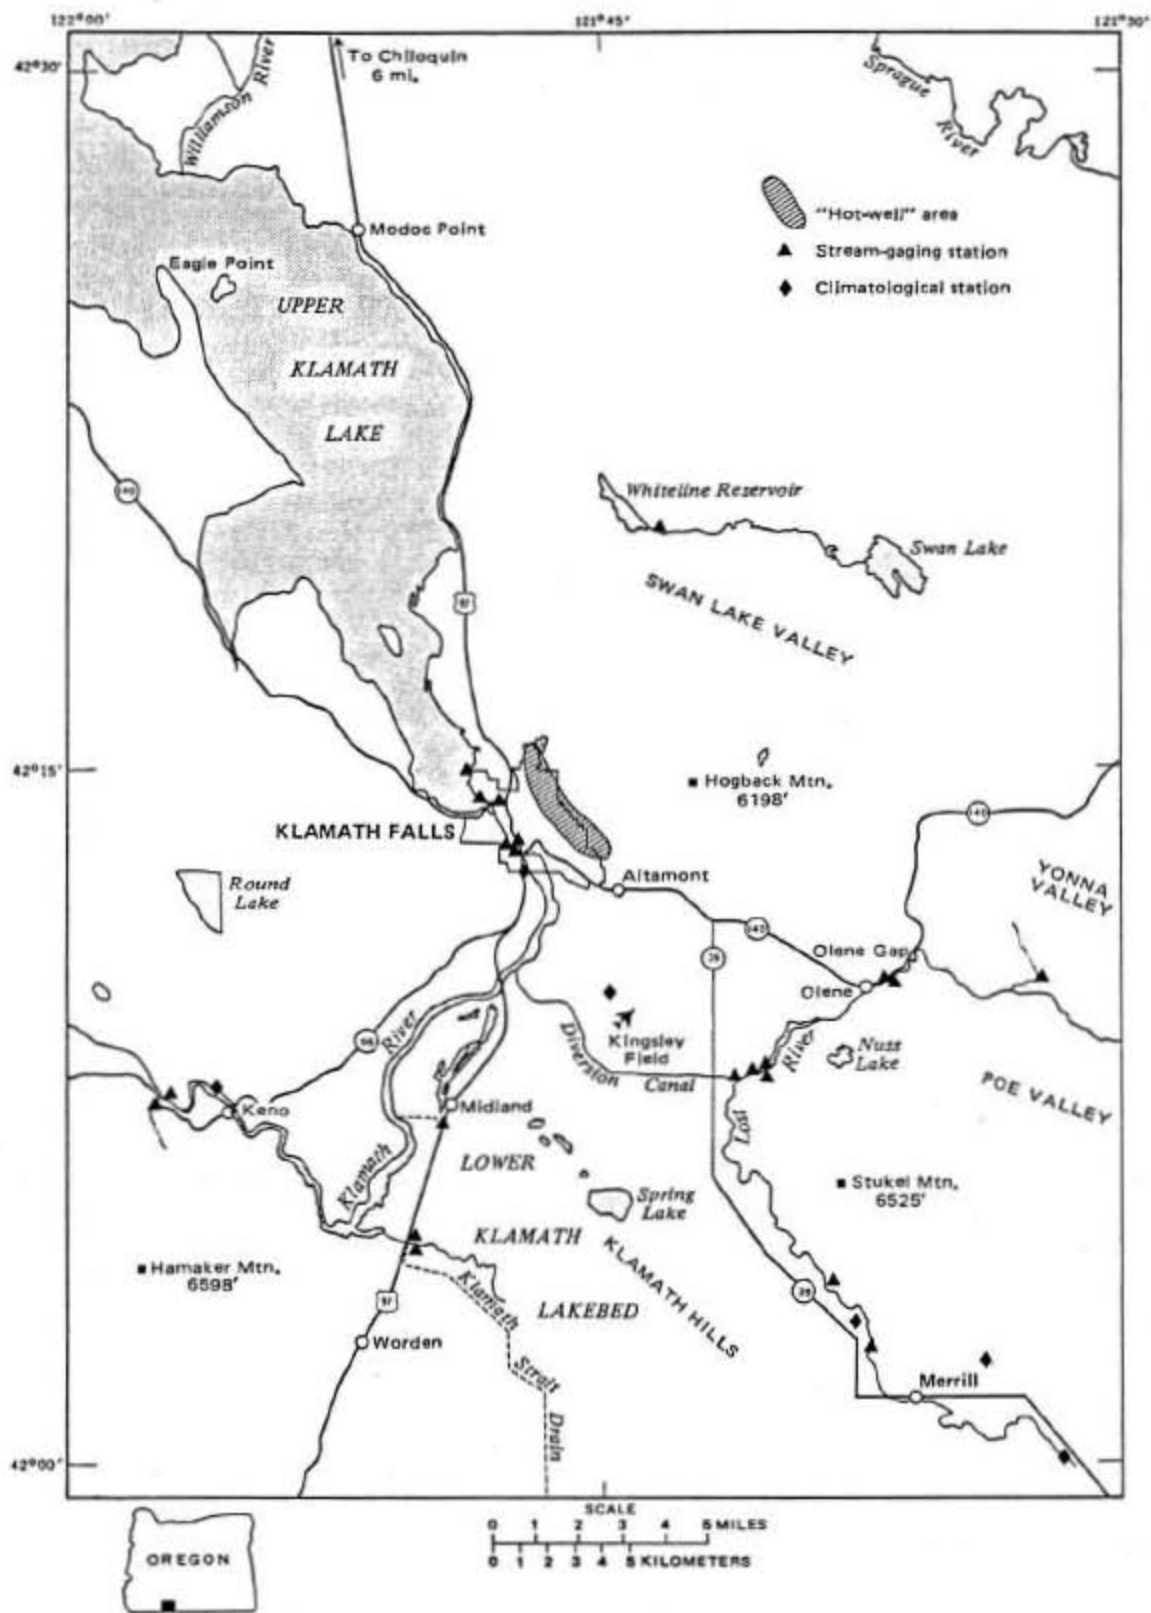 122°00'
121°45'
121°30'
42°30'
To Chiloquin
6 mi.
Williamson
River
Sprague
River
"Hot-well" area
Stream-gaging station
Climatological station
Modoc Point
Eagle Point
UPPER
KLAMATH
LAKE
140
Whiteline Reservoir
Swan Lake
97
SWAN LAKE VALLEY
42°15'
Hogback Mtn.
6198'
140
KLAMATH FALLS
Round
Lake
Altamont
YONNA
VALLEY
140
39
Olene Gap
Olene
River
66
Kingsley
Field
Diversion
Canal
River
Nuss
Lake
POE VALLEY
Keno
Midland
Lost
LOWER
Klamath
Spring
Lake
Stukel Mtn.
6525'
KLAMATH
KLAMATH HILLS
Hamaker Mtn.
6598'
Klamath
39
97
LAKEBED
Worden
Strait
Merrill
Drain
42°00'
SCALE
0 1 2 3 4 5 MILES
0 1 2 3 4 5 KILOMETERS
OREGON